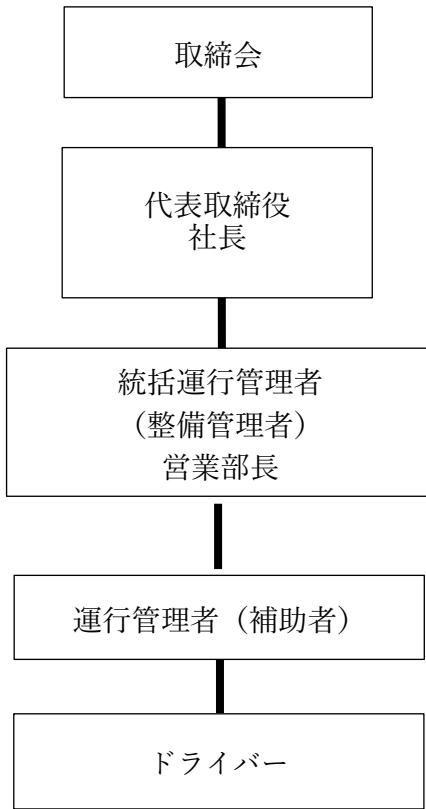 取締会
代表取締役
社長
統括運行管理者
（整備管理者）
営業部長
運行管理者（補助者）
ドライバー